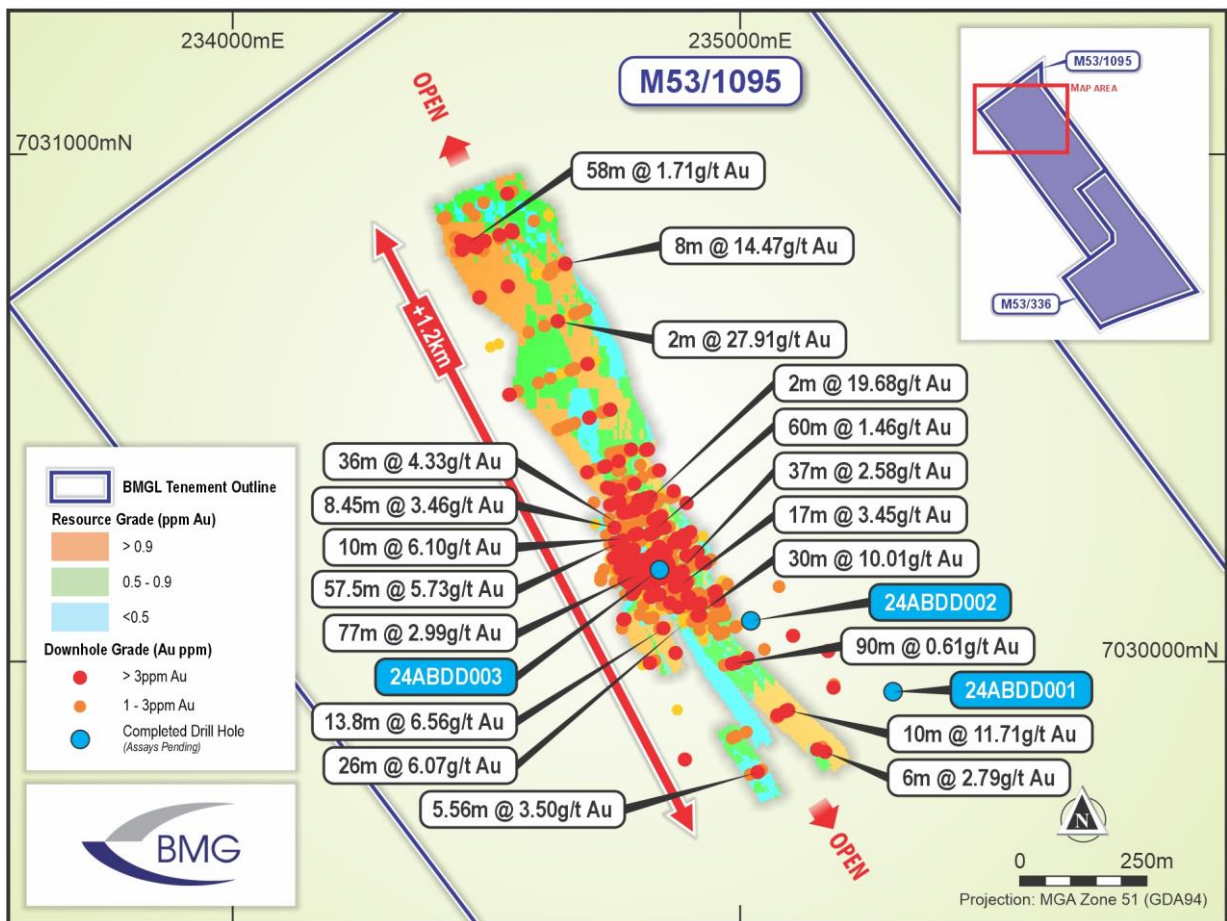 234000mE
235000mE
M53/1095
M53/1095
MAP AREA
M53/336
OPEN
7031000mN
58m @ 1.71g/t Au
8m @ 14.47g/t Au
2m @ 27.91g/t Au
+1.2km
2m @ 19.68g/t Au
60m @ 1.46g/t Au
37m @ 2.58g/t Au
17m @ 3.45g/t Au
30m @ 10.01g/t Au
24ABDD002
90m @ 0.61g/t Au
7030000mN
24ABDD001
10m @ 11.71g/t Au
6m @ 2.79g/t Au
36m @ 4.33g/t Au
8.45m @ 3.46g/t Au
10m @ 6.10g/t Au
57.5m @ 5.73g/t Au
77m @ 2.99g/t Au
24ABDD003
13.8m @ 6.56g/t Au
26m @ 6.07g/t Au
5.56m @ 3.50g/t Au
OPEN
BMGL Tenement Outline
Resource Grade (ppm Au)
> 0.9
0.5 - 0.9
<0.5
Downhole Grade (Au ppm)
> 3ppm Au
1 - 3ppm Au
Completed Drill Hole
(Assays Pending)
BMG
N
0 250m
Projection: MGA Zone 51 (GDA94)